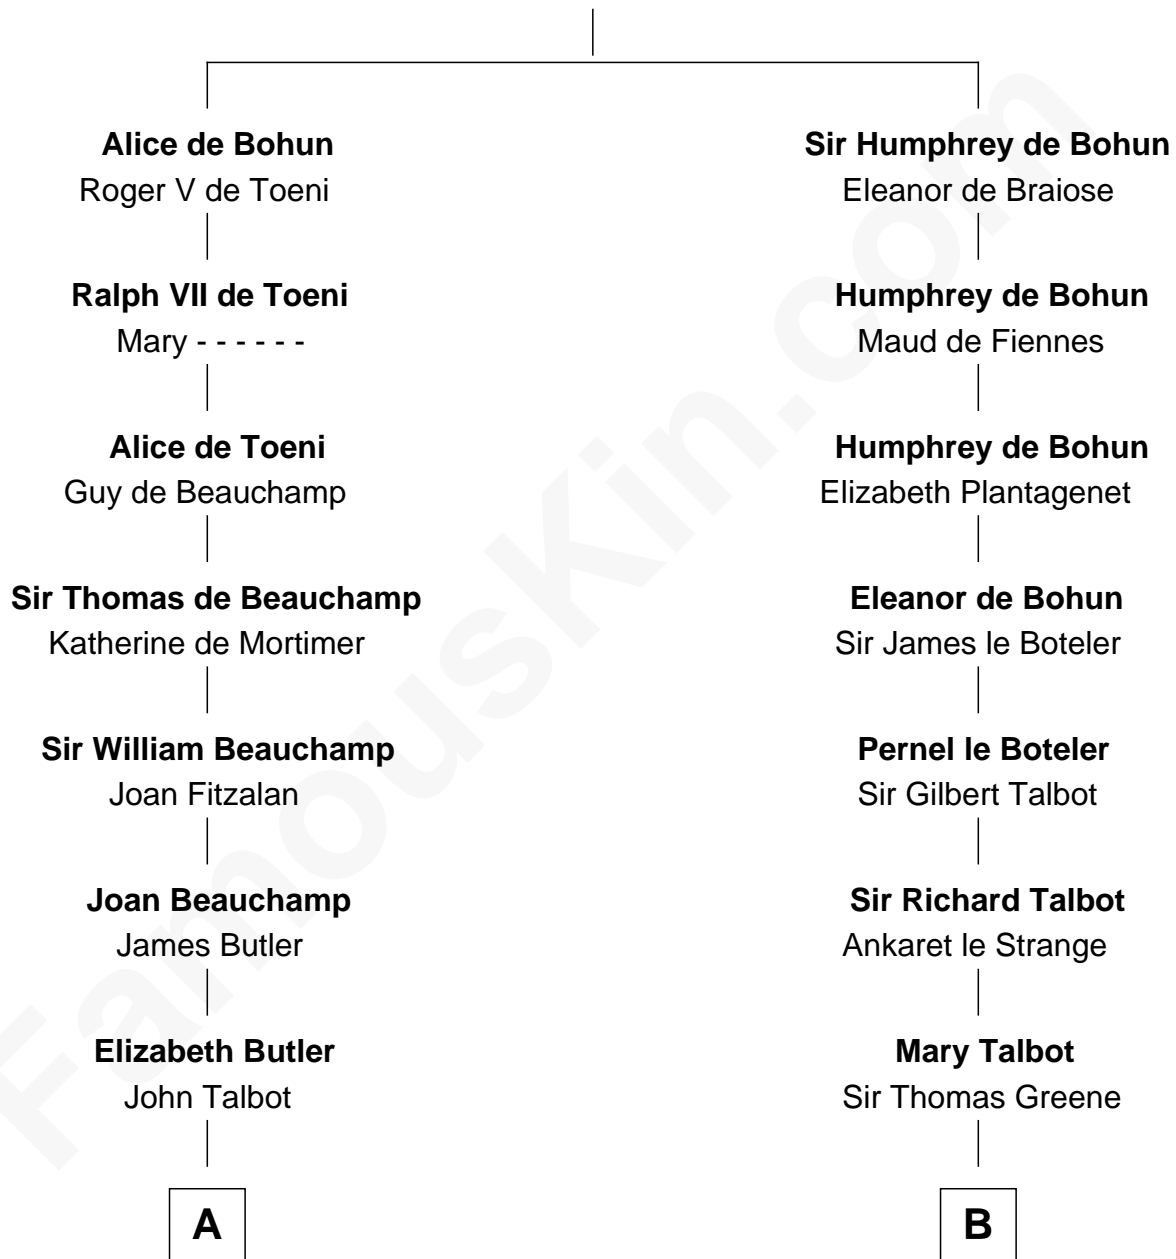 Alice de Bohun
Roger V de Toeni
Ralph VII de Toeni
Mary - - - - - -
Alice de Toeni
Guy de Beauchamp
Sir Thomas de Beauchamp
Katherine de Mortimer
Sir William Beauchamp
Joan Fitzalan
Joan Beauchamp
James Butler
Elizabeth Butler
John Talbot
A
Sir Humphrey de Bohun
Eleanor de Braiose
Humphrey de Bohun
Maud de Fiennes
Humphrey de Bohun
Elizabeth Plantagenet
Eleanor de Bohun
Sir James le Boteler
Pernel le Boteler
Sir Gilbert Talbot
Sir Richard Talbot
Ankaret le Strange
Mary Talbot
Sir Thomas Greene
B
FamousKin.com